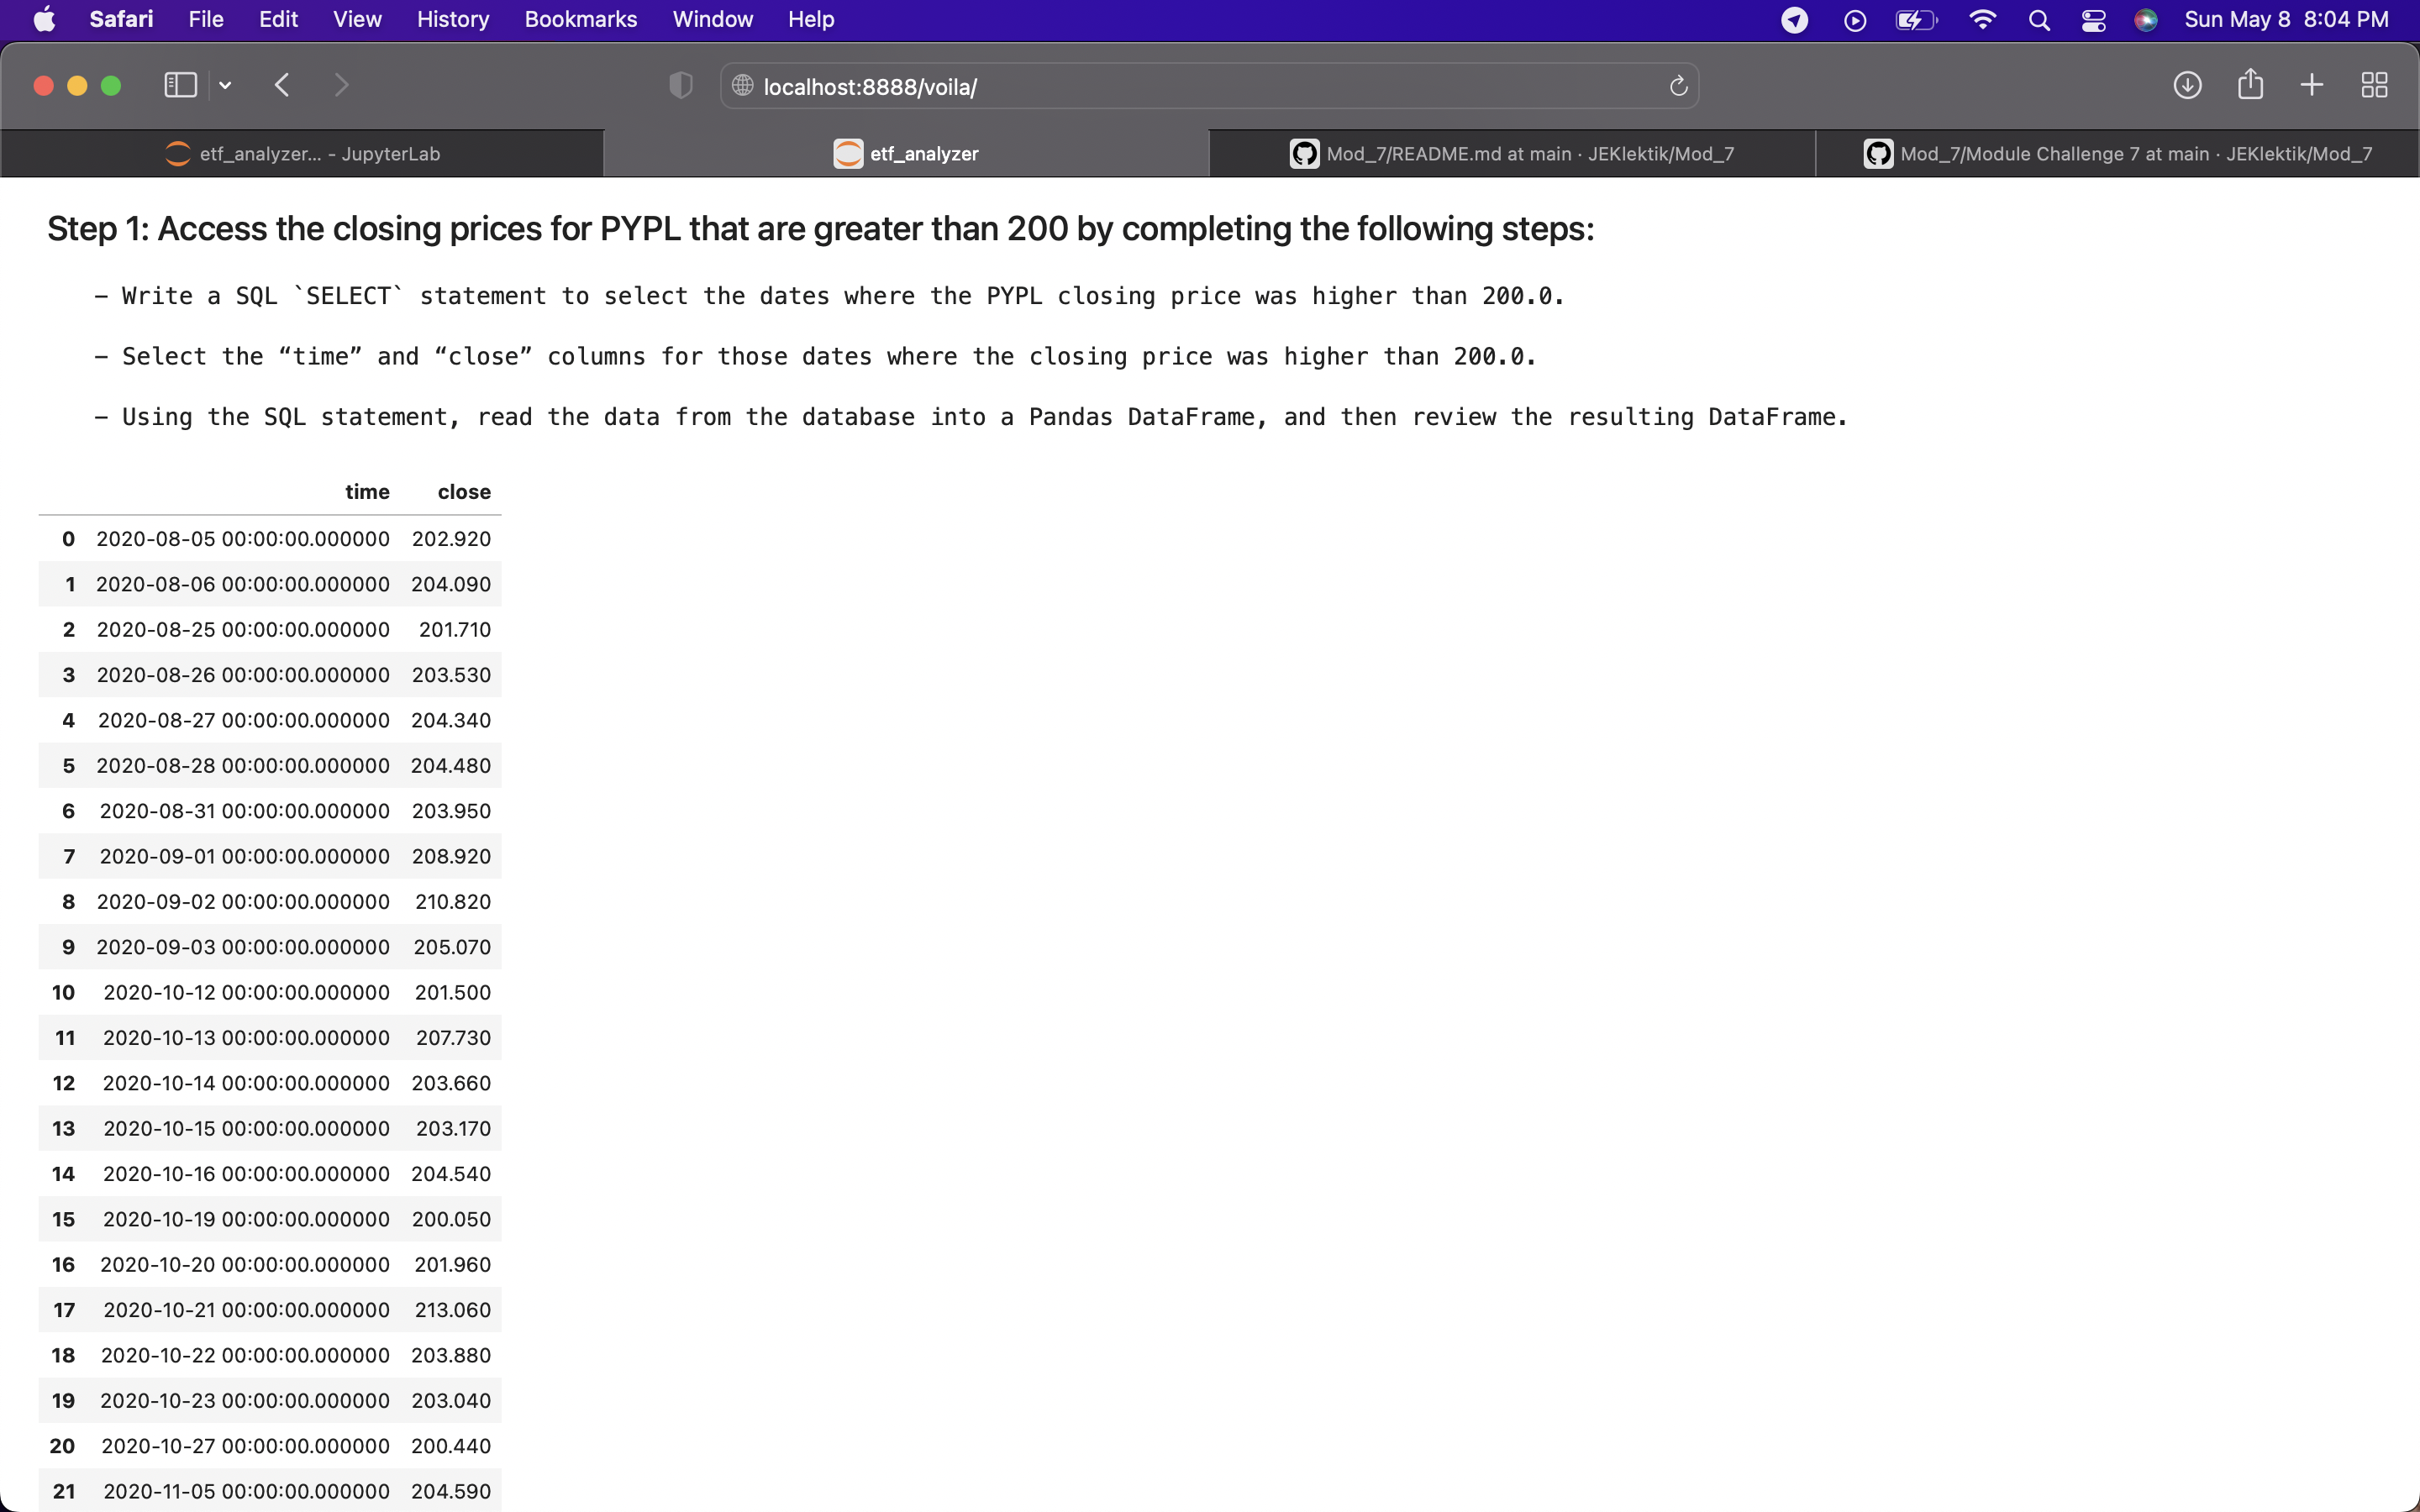 Safari File Edit View History Bookmarks Window Help Sun May 8 8:04 PM
localhost:8888/voila/
etf_analyzer... - JupyterLab etf_analyzer Mod_7/README.md at main · JEKlektik/Mod_7 Mod_7/Module Challenge 7 at main · JEKlektik/Mod_7
Step 1: Access the closing prices for PYPL that are greater than 200 by completing the following steps:
– Write a SQL `SELECT` statement to select the dates where the PYPL closing price was higher than 200.0.
– Select the “time” and “close” columns for those dates where the closing price was higher than 200.0.
– Using the SQL statement, read the data from the database into a Pandas DataFrame, and then review the resulting DataFrame.
time close
0 2020-08-05 00:00:00.000000 202.920
1 2020-08-06 00:00:00.000000 204.090
2 2020-08-25 00:00:00.000000 201.710
3 2020-08-26 00:00:00.000000 203.530
4 2020-08-27 00:00:00.000000 204.340
5 2020-08-28 00:00:00.000000 204.480
6 2020-08-31 00:00:00.000000 203.950
7 2020-09-01 00:00:00.000000 208.920
8 2020-09-02 00:00:00.000000 210.820
9 2020-09-03 00:00:00.000000 205.070
10 2020-10-12 00:00:00.000000 201.500
11 2020-10-13 00:00:00.000000 207.730
12 2020-10-14 00:00:00.000000 203.660
13 2020-10-15 00:00:00.000000 203.170
14 2020-10-16 00:00:00.000000 204.540
15 2020-10-19 00:00:00.000000 200.050
16 2020-10-20 00:00:00.000000 201.960
17 2020-10-21 00:00:00.000000 213.060
18 2020-10-22 00:00:00.000000 203.880
19 2020-10-23 00:00:00.000000 203.040
20 2020-10-27 00:00:00.000000 200.440
21 2020-11-05 00:00:00.000000 204.590